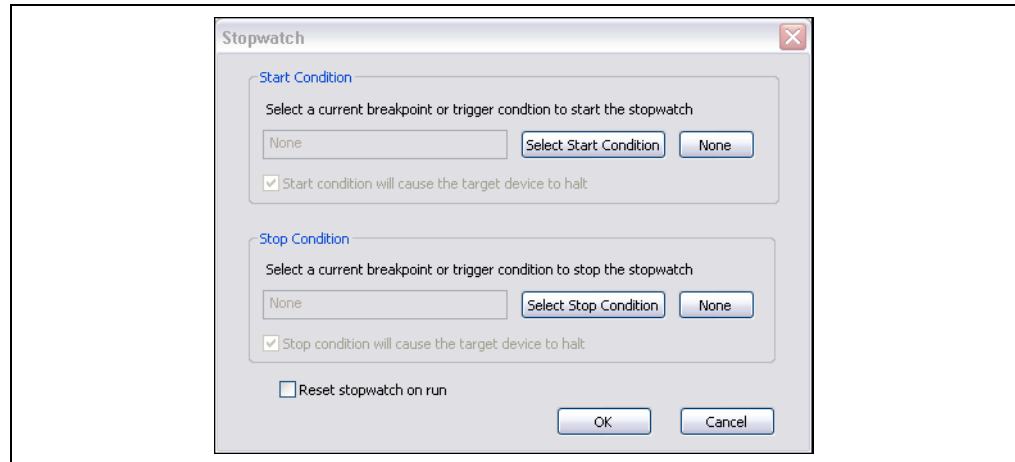 Stopwatch
Start Condition
Select a current breakpoint or trigger condtion to start the stopwatch
None Select Start Condition None
Start condition will cause the target device to halt
Stop Condition
Select a current breakpoint or trigger condition to stop the stopwatch
None Select Stop Condition None
Stop condition will cause the target device to halt
Reset stopwatch on run
OK Cancel